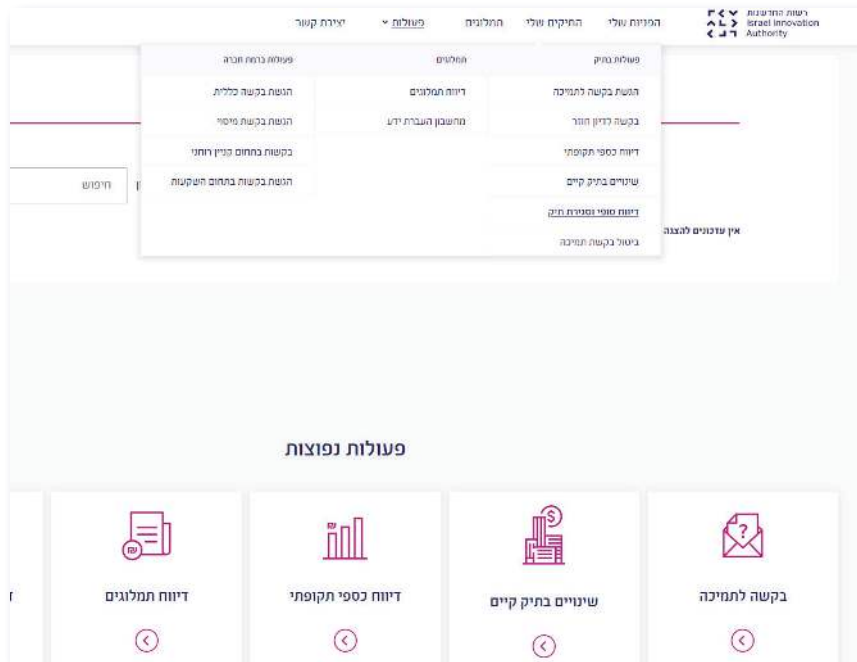 רשות החדשנות
Israel Innovation
Authority
הפניות שלי
התיקים שלי
תמלוגים
פעולות
יצירת קשר
פעולות בתיק
תמלוגים
פעולות ברמת חברה
הגשת בקשה לתמיכה
דיווח תמלוגים
הגשת בקשה כללית
בקשה לדיון חוזר
מחשבון העברת ידע
הגשת בקשת מיסוי
דיווח כספי תקופתי
בקשות בתחום קניין רוחני
שינויים בתיק קיים
הגשת בקשות בתחום השקעות
דיווח סופי וסגירת תיק
ביטול בקשת תמיכה
חיפוש
אין עדכונים להצגה
פעולות נפוצות
בקשה לתמיכה
שינויים בתיק קיים
דיווח כספי תקופתי
דיווח תמלוגים